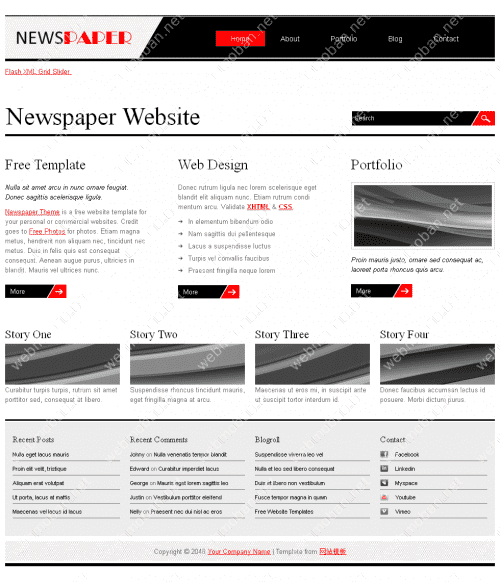 NEWSPAPER
Home About Portfolio Blog Contact
Flash XML Grid Slider
Newspaper Website
Search
Free Template
Nulla sit amet arcu in nunc ornare feugiat.
Donec sagittis scelerisque ligula.
Newspaper Theme is a free website template for
your personal or commercial websites. Credit
goes to Free Photos for photos. Etiam magna
metus, hendrerit non aliquam nec, tincidunt nec
metus. Duis in felis quis est consequat
consequat. Aenean augue purus, ultricies in
blandit. Mauris vel ultrices nunc.
More
Web Design
Donec rutrum ligula nec lorem scelerisque eget
blandit elit aliquam nunc. Etiam rutrum condi
mentum arcu. Validate XHTML & CSS.
In elementum bibendum odio
Nam sagittis dui pellentesque
Lacus a suspendisse luctus
Turpis vel convallis faucibus
Praesent fringilla neque lorem
More
Portfolio
Proin mauris justo, ornare sed consequat ac,
laoreet porta rhoncus quis arcu.
More
Story One
Curabitur turpis turpis, rutrum sit amet
porttitor sed, consequat at libero.
Story Two
Suspendisse rhoncus tincidunt mauris,
eget fringilla magna at arcu.
Story Three
Maecenas ut eros mi, in suscipit ante
ut suscipit tortor interdum id.
Story Four
Donec faucibus accumsan lectus id
posuere. Morbi dictum purus.
Recent Posts
Nulla eget lacus mauris
Proin elit velit, tristique
Aliquam erat volutpat
Ut porta, lacus at mattis
Maecenas vel lacus id lacus
Recent Comments
Johny on Nulla venenatis tempor blandit
Edward on Curabitur imperdiet lacus
George on Mauris eget lorem sagittis leo
Justin on Vestibulum porttitor eleifend
Nelly on Praesent nec dui nisl ac eros
Blogroll
Suspendisse viverra leo vel
Nulla et leo sed libero consequat
Duis et libero non vestibulum
Fusce tempor magna in quam
Free Website Templates
Contact
Facebook
Linkedin
Myspace
Youtube
Vimeo
Copyright © 2048 Your Company Name | Template from 网站模板